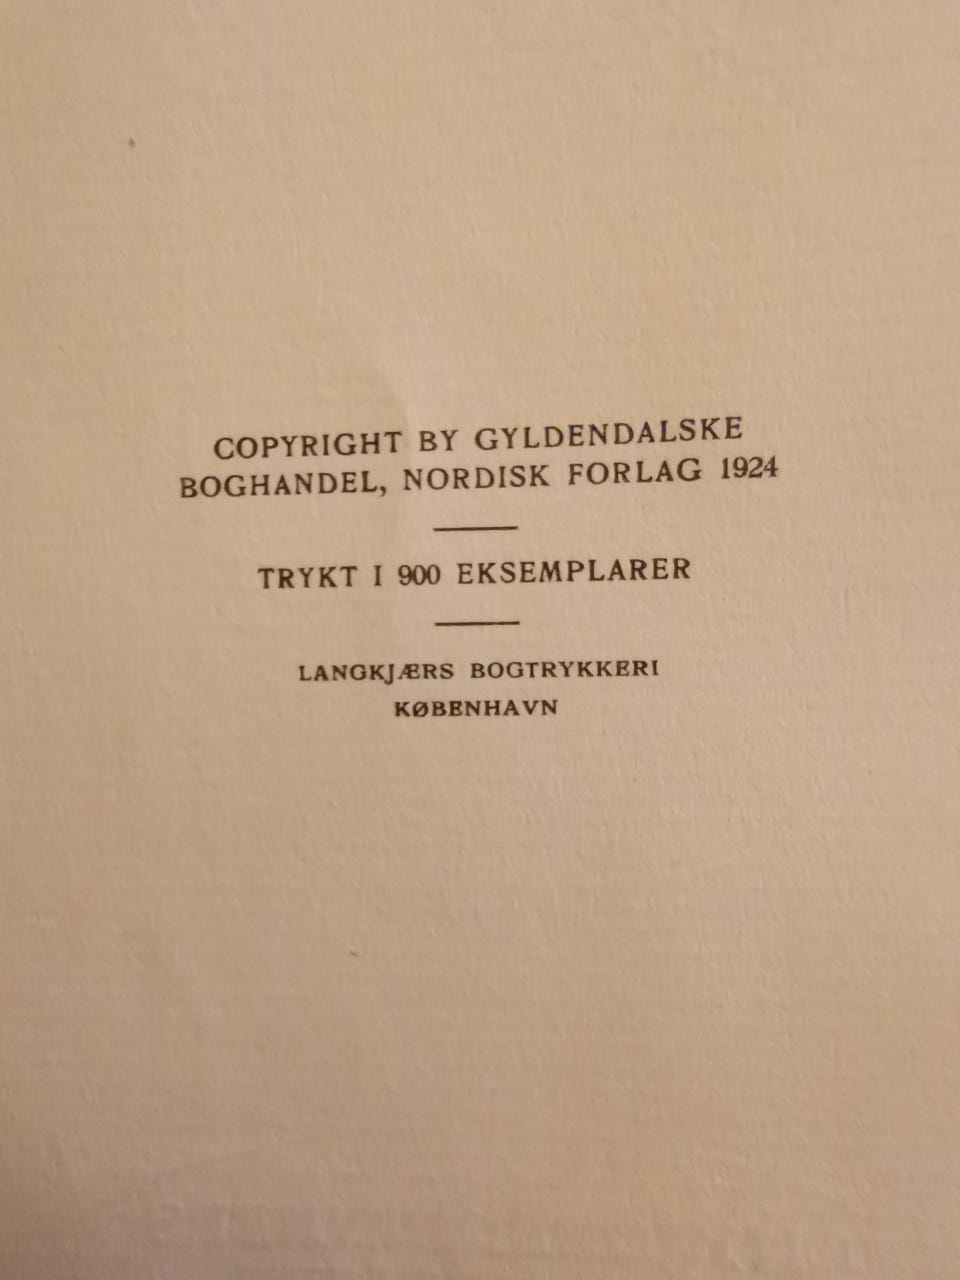 COPYRIGHT BY GYLDENDALSKE
BOGHANDEL, NORDISK FORLAG 1924
TRYKT I 900 EKSEMPLARER
LANGKJÆRS BOGTRYKKERI
KØBENHAVN